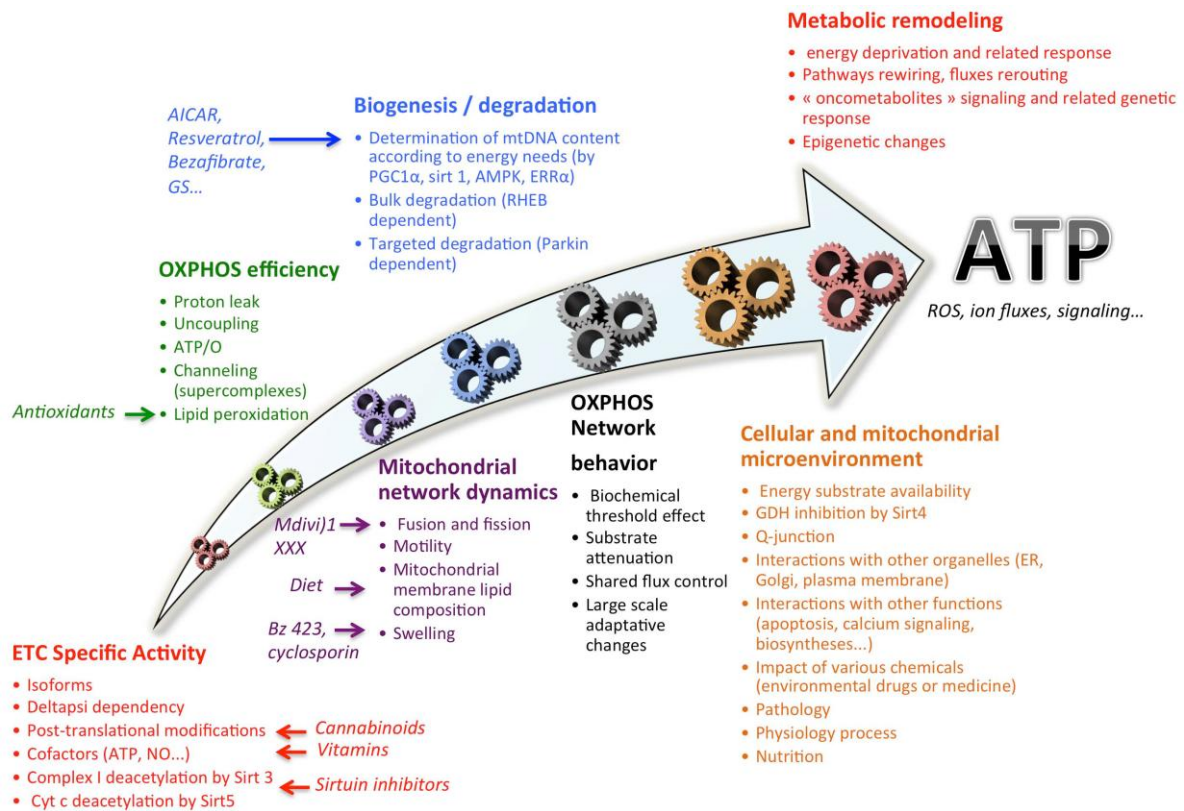 Metabolic remodeling
• energy deprivation and related response
• Pathways rewiring, fluxes rerouting
• « oncometabolites » signaling and related genetic
response
• Epigenetic changes
AICAR,
Resveratrol,
Bezafibrate,
GS...
Biogenesis / degradation
• Determination of mtDNA content
according to energy needs (by
PGC1α, sirt 1, AMPK, ERRα)
• Bulk degradation (RHEB
dependent)
• Targeted degradation (Parkin
dependent)
ATP
ROS, ion fluxes, signaling...
OXPHOS efficiency
• Proton leak
• Uncoupling
• ATP/O
• Channeling
(supercomplexes)
• Lipid peroxidation
Antioxidants
Mitochondrial
network dynamics
• Fusion and fission
• Motility
• Mitochondrial
membrane lipid
composition
• Swelling
Mdivi)1
XXX
Diet
Bz 423,
cyclosporin
OXPHOS
Network
behavior
• Biochemical
threshold effect
• Substrate
attenuation
• Shared flux control
• Large scale
adaptative
changes
Cellular and mitochondrial
microenvironment
• Energy substrate availability
• GDH inhibition by Sirt4
• Q-junction
• Interactions with other organelles (ER,
Golgi, plasma membrane)
• Interactions with other functions
(apoptosis, calcium signaling,
biosyntheses...)
• Impact of various chemicals
(environmental drugs or medicine)
• Pathology
• Physiology process
• Nutrition
ETC Specific Activity
• Isoforms
• Deltapsi dependency
• Post-translational modifications
• Cofactors (ATP, NO...)
• Complex I deacetylation by Sirt 3
• Cyt c deacetylation by Sirt5
Cannabinoids
Vitamins
Sirtuin inhibitors